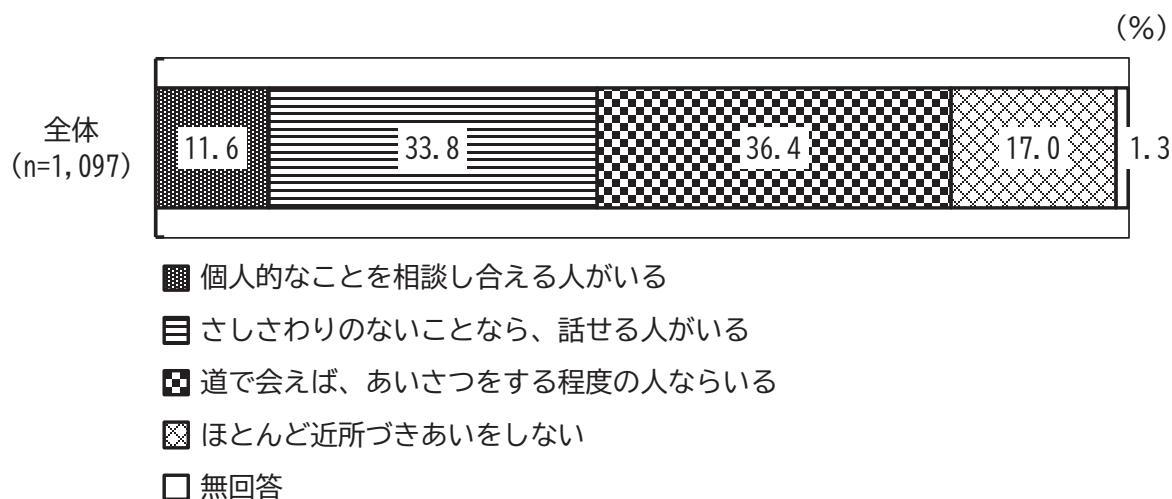 (％)
全体
(n=1,097)
11.6
33.8
36.4
17.0
1.3
個人的なことを相談し合える人がいる
さしさわりのないことなら、話せる人がいる
道で会えば、あいさつをする程度の人ならいる
ほとんど近所づきあいをしない
無回答